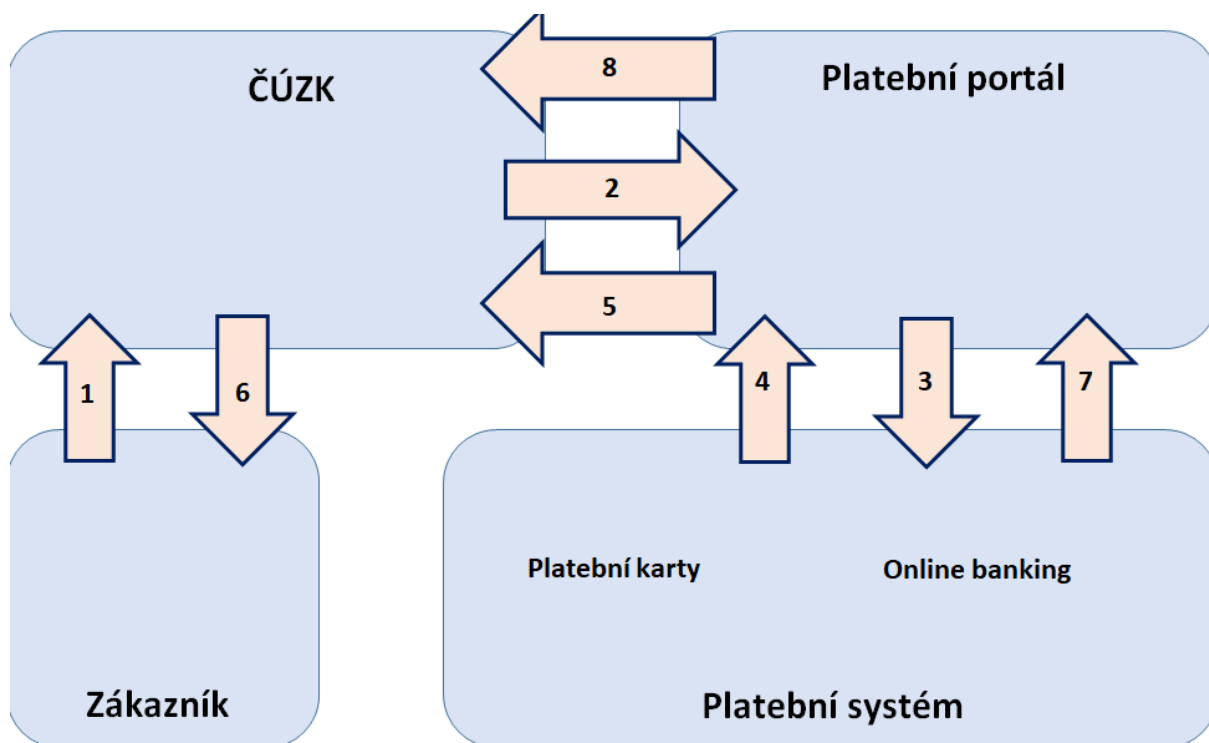 8
ČÚZK
Platební portál
2
5
1
6
4
3
7
Platební karty
Online banking
Zákazník
Platební systém